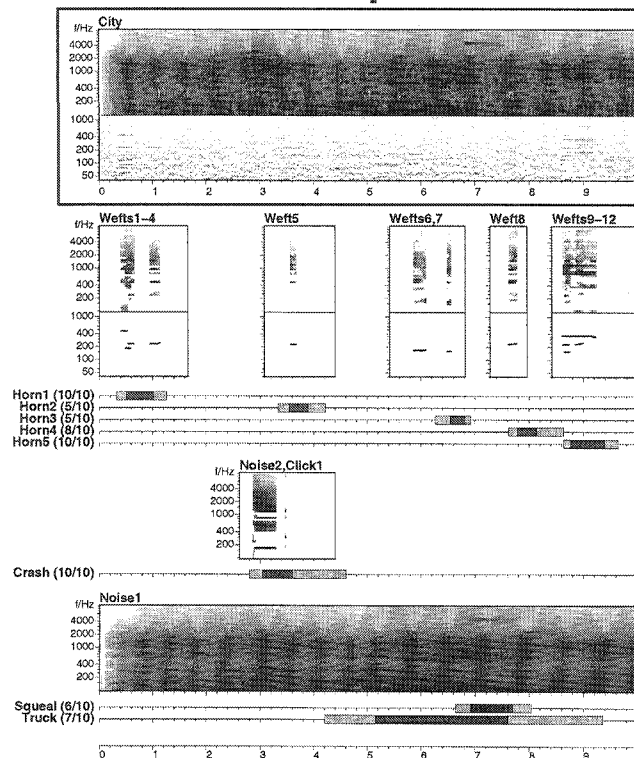 f/Hz City
4000
2000
1000
400
200
1000
400
200
100
50
0 1 2 3 4 5 6 7 8 9
f/Hz Wefts1–4 Weft5 Wefts6,7 Weft8 Wefts9–12
4000
2000
1000
400
200
1000
400
200
100
50
Horn1 (10/10)
Horn2 (5/10)
Horn3 (5/10)
Horn4 (8/10)
Horn5 (10/10)
f/Hz Noise2,Click1
4000
2000
1000
400
200
Crash (10/10)
f/Hz Noise1
4000
2000
1000
400
200
Squeal (6/10)
Truck (7/10)
0 1 2 3 4 5 6 7 8 9